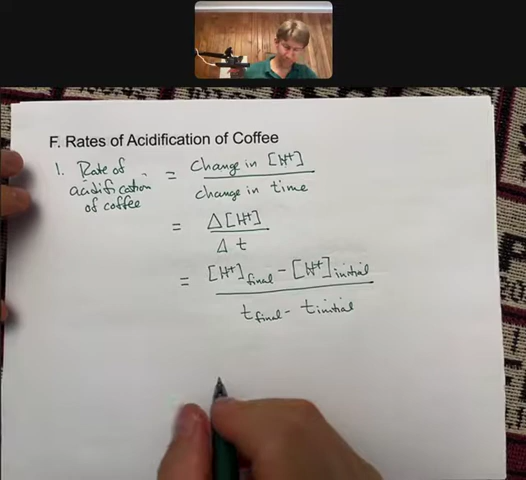 F. Rates of Acidification of Coffee
1. Rate of acidification of coffee = Change in [H+] / change in time
= Δ[H+] / Δt
= [H+]final - [H+]initial / tfinal - tinitial